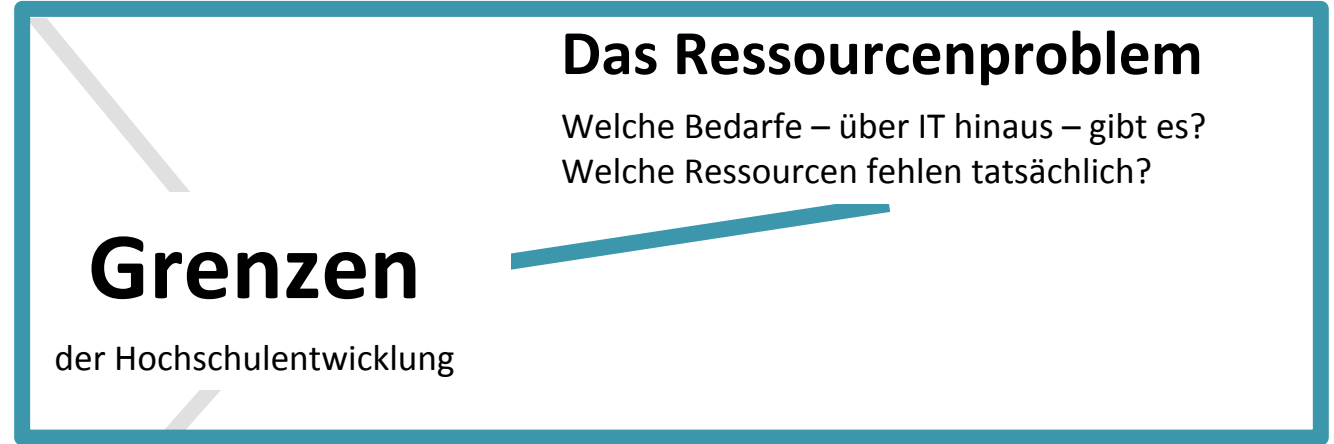 Das Ressourcenproblem
Welche Bedarfe – über IT hinaus – gibt es?
Welche Ressourcen fehlen tatsächlich?
Grenzen
der Hochschulentwicklung